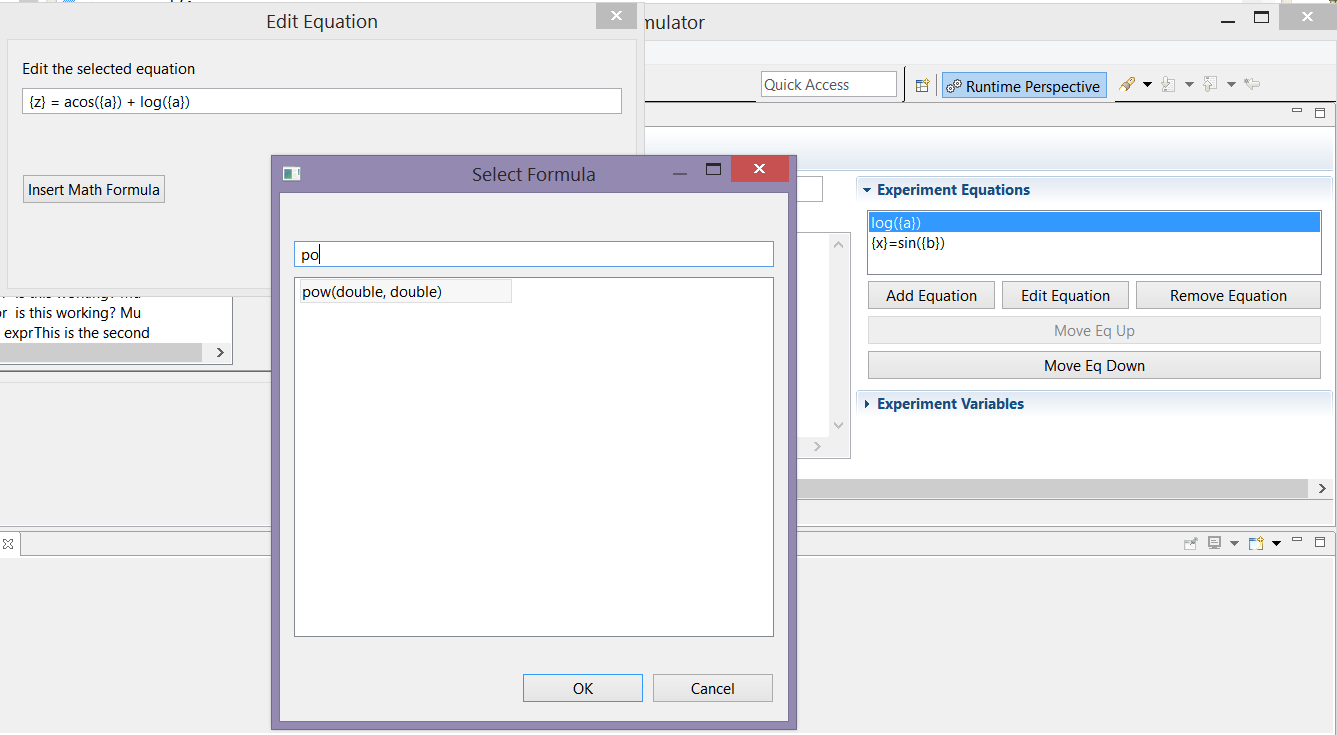 Edit Equation
mulator
Edit the selected equation
{z} = acos({a}) + log({a})
Quick Access
Runtime Perspective
Insert Math Formula
Select Formula
po
pow(double, double)
OK
Cancel
Experiment Equations
log({a})
{x}=sin({b})
Add Equation
Edit Equation
Remove Equation
Move Eq Up
Move Eq Down
Experiment Variables
is this working? Mu
or is this working? Mu
exprThis is the second